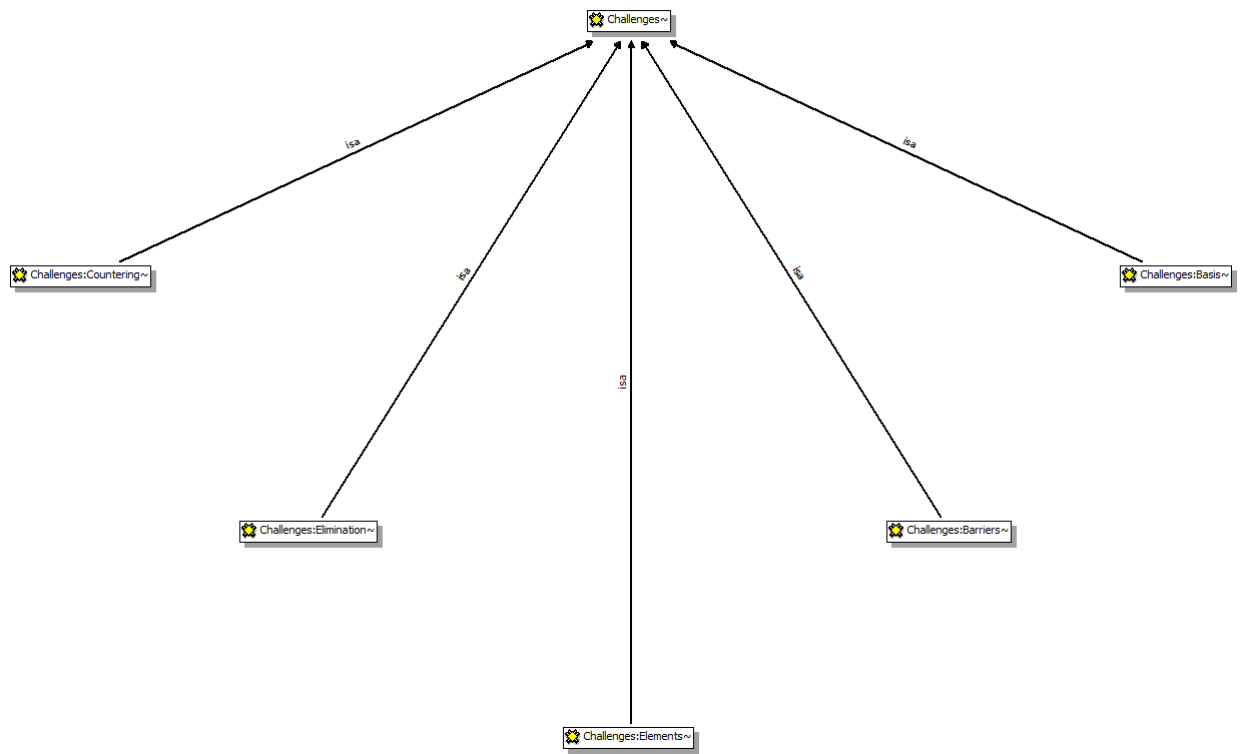 Challenges~
isa
isa
Challenges:Countering~
isa
isa
Challenges:Basis~
isa
Challenges:Elimination~
Challenges:Barriers~
Challenges:Elements~